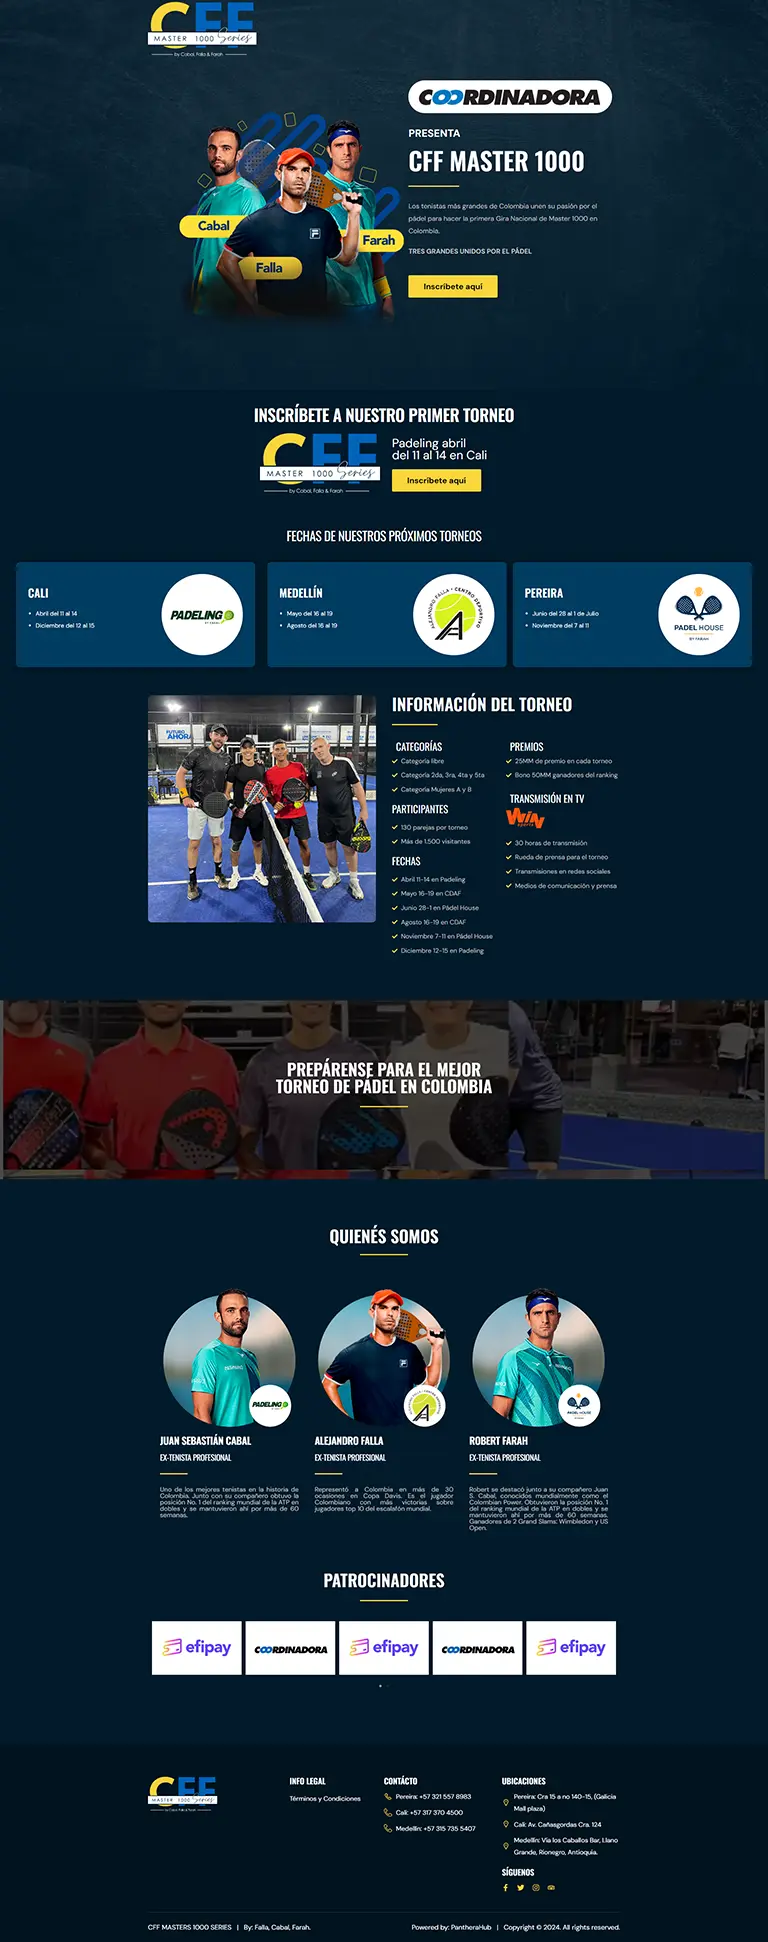 CFF
MASTER 1000 Series
by Cabal, Falla & Farah
COORDINADORA
PRESENTA
CFF MASTER 1000
Los tenistas más grandes de Colombia unen su pasión por el
pádel para hacer la primera Gira Nacional de Master 1000 en
Colombia.
TRES GRANDES UNIDOS POR EL PÁDEL
Inscríbete aquí
Cabal
Farah
Falla
INSCRÍBETE A NUESTRO PRIMER TORNEO
CFF
MASTER 1000 Series
by Cabal, Falla & Farah
Padeling abril
del 11 al 14 en Cali
Inscríbete aquí
FECHAS DE NUESTROS PRÓXIMOS TORNEOS
CALI
Abril del 11 al 14
Diciembre del 12 al 15
PADELING
BY CABAL
MEDELLÍN
Mayo del 16 al 19
Agosto del 16 al 19
ALEJANDRO FALLA • CENTRO DEPORTIVO
PEREIRA
Junio del 28 al 1 de Julio
Noviembre del 7 al 11
PADEL HOUSE
BY FARAH
FUTURO
AHORA
INFORMACIÓN DEL TORNEO
CATEGORÍAS
Categoría libre
Categoría 2da, 3ra, 4ta y 5ta
Categoría Mujeres A y B
PARTICIPANTES
130 parejas por torneo
Más de 1.500 visitantes
FECHAS
Abril 11-14 en Padeling
Mayo 16-19 en CDAF
Junio 28-1 en Pádel House
Agosto 16-19 en CDAF
Noviembre 7-11 en Pádel House
Diciembre 12-15 en Padeling
PREMIOS
25MM de premio en cada torneo
Bono 50MM ganadores del ranking
TRANSMISIÓN EN TV
WIN
sports
30 horas de transmisión
Rueda de prensa para el torneo
Transmisiones en redes sociales
Medios de comunicación y prensa
PREPÁRENSE PARA EL MEJOR
TORNEO DE PÁDEL EN COLOMBIA
QUIENÉS SOMOS
PADELING
PADEL HOUSE
JUAN SEBASTIÁN CABAL
EX-TENISTA PROFESIONAL
Uno de los mejores tenistas en la historia de
Colombia. Junto con su compañero obtuvo la
posición No. 1 del ranking mundial de la ATP en
dobles y se mantuvieron ahí por más de 60
semanas.
ALEJANDRO FALLA
EX-TENISTA PROFESIONAL
Representó a Colombia en más de 30
ocasiones en Copa Davis. Es el jugador
Colombiano con más victorias sobre
jugadores top 10 del escalafón mundial.
ROBERT FARAH
EX-TENISTA PROFESIONAL
Robert se destacó junto a su compañero Juan
S. Cabal, conocidos mundialmente como el
Colombian Power. Obtuvieron la posición No. 1
del ranking mundial de la ATP en dobles y se
mantuvieron ahí por más de 60 semanas.
Ganadores de 2 Grand Slams: Wimbledon y US
Open.
PATROCINADORES
efipay
COORDINADORA
efipay
COORDINADORA
efipay
CFF
MASTER 1000 Series
by Cabal, Falla & Farah
INFO LEGAL
Términos y Condiciones
CONTÁCTO
Pereira: +57 321 557 8983
Cali: +57 317 370 4500
Medellín: +57 315 735 5407
UBICACIONES
Pereira: Cra 15 a no 140-15, (Galicia
Mall plaza)
Cali: Av. Cañasgordas Cra. 124
Medellín: Vía los Caballos Bar, Llano
Grande, Rionegro, Antioquia.
SÍGUENOS
CFF MASTERS 1000 SERIES | By: Falla, Cabal, Farah.
Powered by: PantheraHub | Copyright © 2024. All rights reserved.